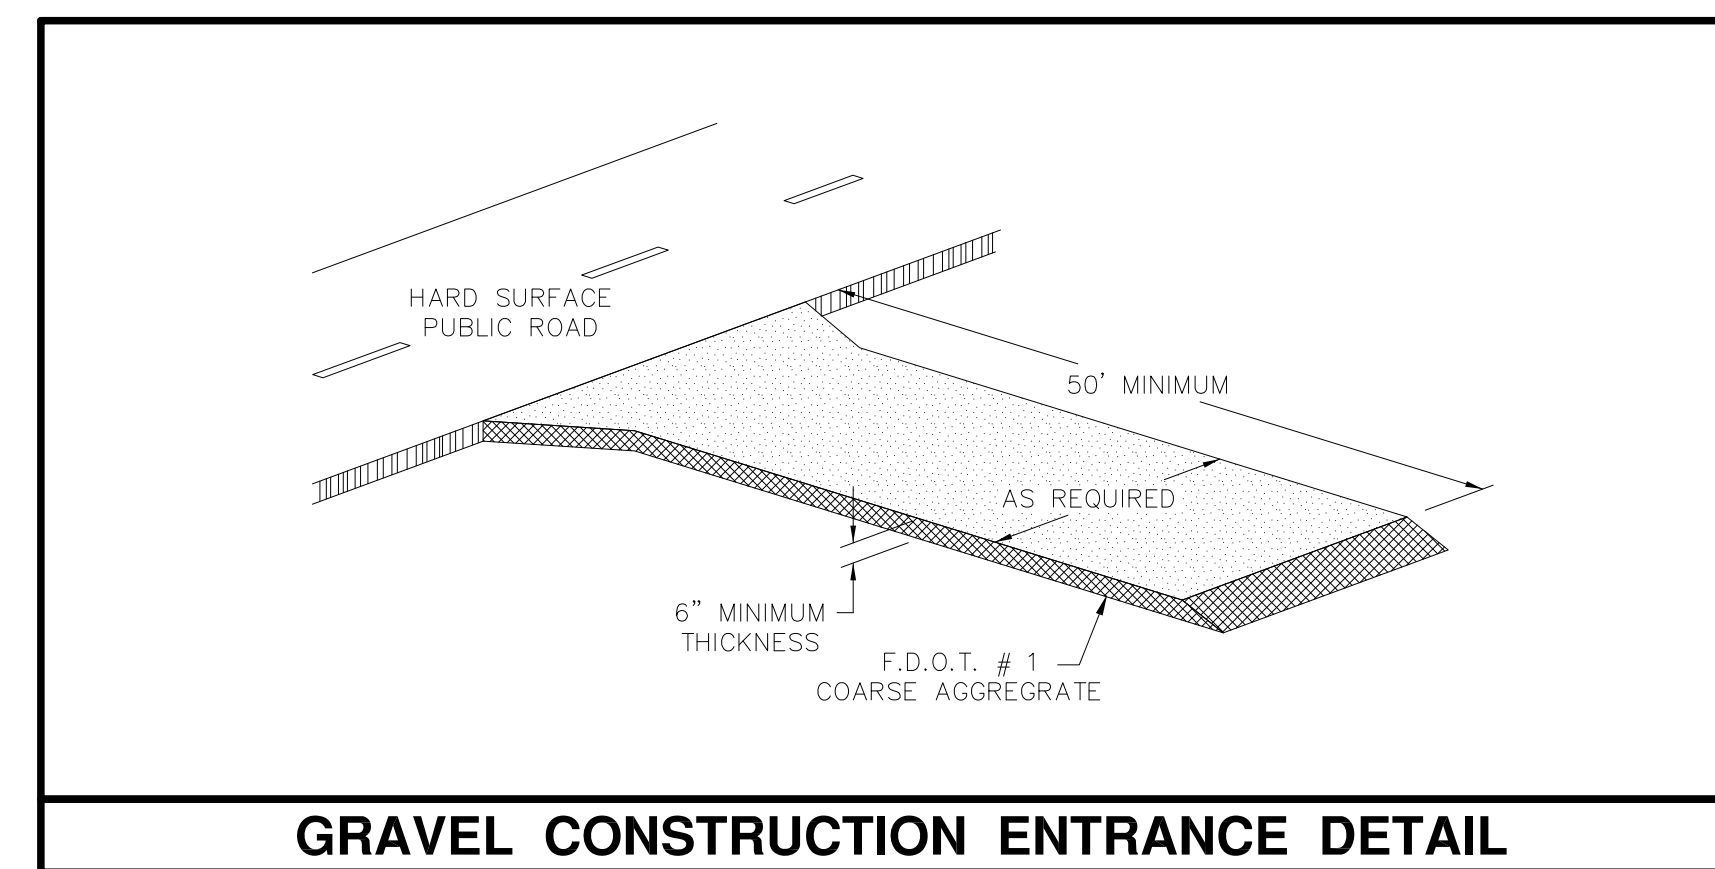 HARD SURFACE
PUBLIC ROAD
50' MINIMUM
AS REQUIRED
6" MINIMUM
THICKNESS
F.D.O.T. # 1
COARSE AGGREGRATE
GRAVEL CONSTRUCTION ENTRANCE DETAIL